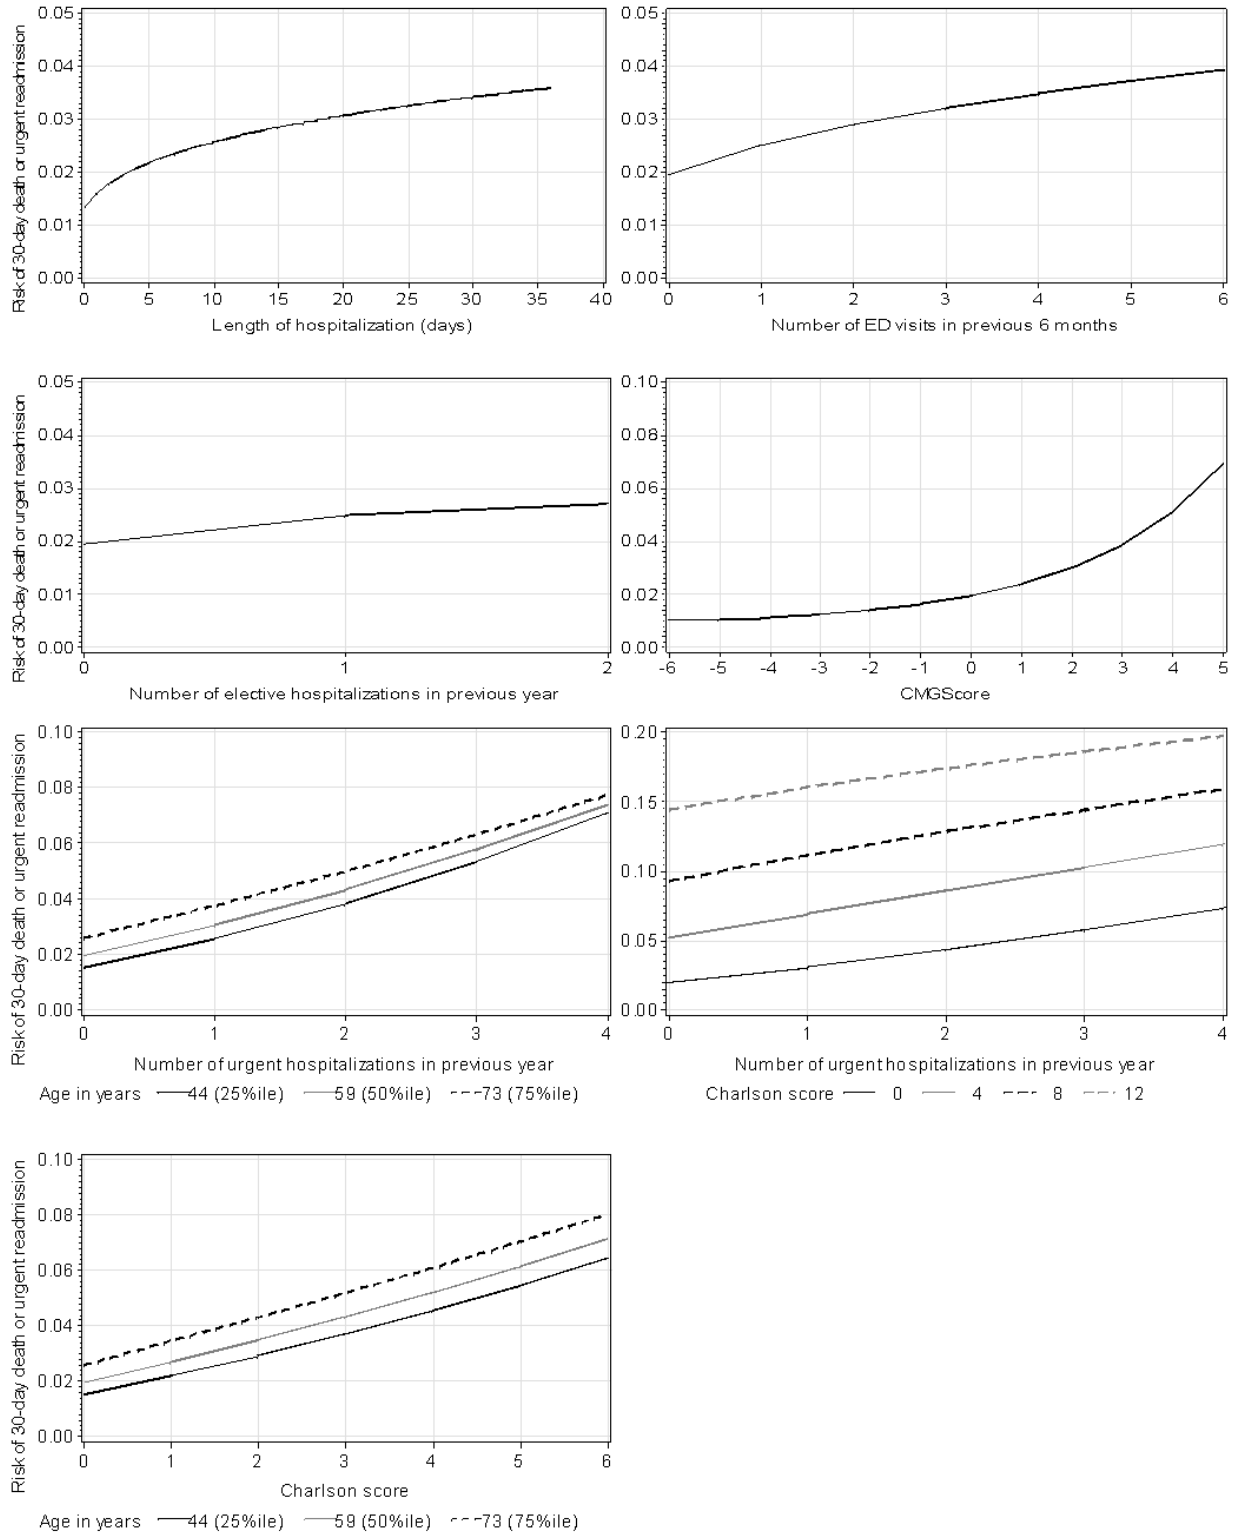 Risk of 30-day death or urgent readmission
0.05
0.04
0.03
0.02
0.01
0.00
0 5 10 15 20 25 30 35 40
Length of hospitalization (days)
0.05
0.04
0.03
0.02
0.01
0.00
0 1 2 3 4 5 6
Number of ED visits in previous 6 months
Risk of 30-day death or urgent readmission
0.05
0.04
0.03
0.02
0.01
0.00
0 1 2
Number of elective hospitalizations in previous year
0.10
0.08
0.06
0.04
0.02
0.00
-6 -5 -4 -3 -2 -1 0 1 2 3 4 5
CMGScore
Risk of 30-day death or urgent readmission
0.10
0.08
0.06
0.04
0.02
0.00
0 1 2 3 4
Number of urgent hospitalizations in previous year
Age in years 44 (25%ile) 59 (50%ile) 73 (75%ile)
0.20
0.15
0.10
0.05
0.00
0 1 2 3 4
Number of urgent hospitalizations in previous year
Charlson score 0 4 8 12
Risk of 30-day death or urgent readmission
0.10
0.08
0.06
0.04
0.02
0.00
0 1 2 3 4 5 6
Charlson score
Age in years 44 (25%ile) 59 (50%ile) 73 (75%ile)